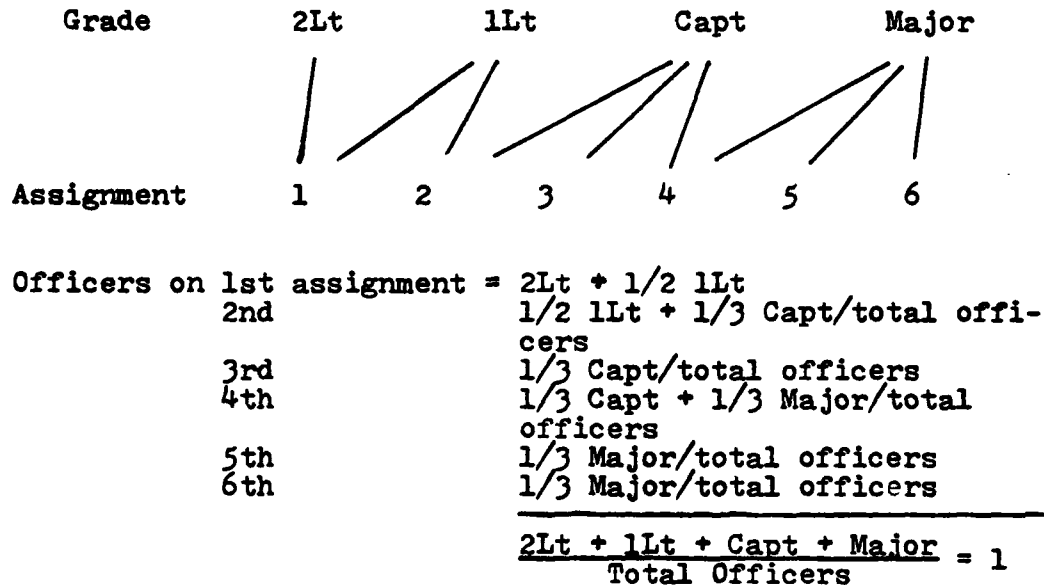 Grade 2Lt 1Lt Capt Major
Assignment 1 2 3 4 5 6
Officers on 1st assignment = 2Lt + 1/2 1Lt
2nd 1/2 1Lt + 1/3 Capt/total offi-
cers
3rd 1/3 Capt/total officers
4th 1/3 Capt + 1/3 Major/total
officers
5th 1/3 Major/total officers
6th 1/3 Major/total officers
2Lt + 1Lt + Capt + Major = 1
Total Officers